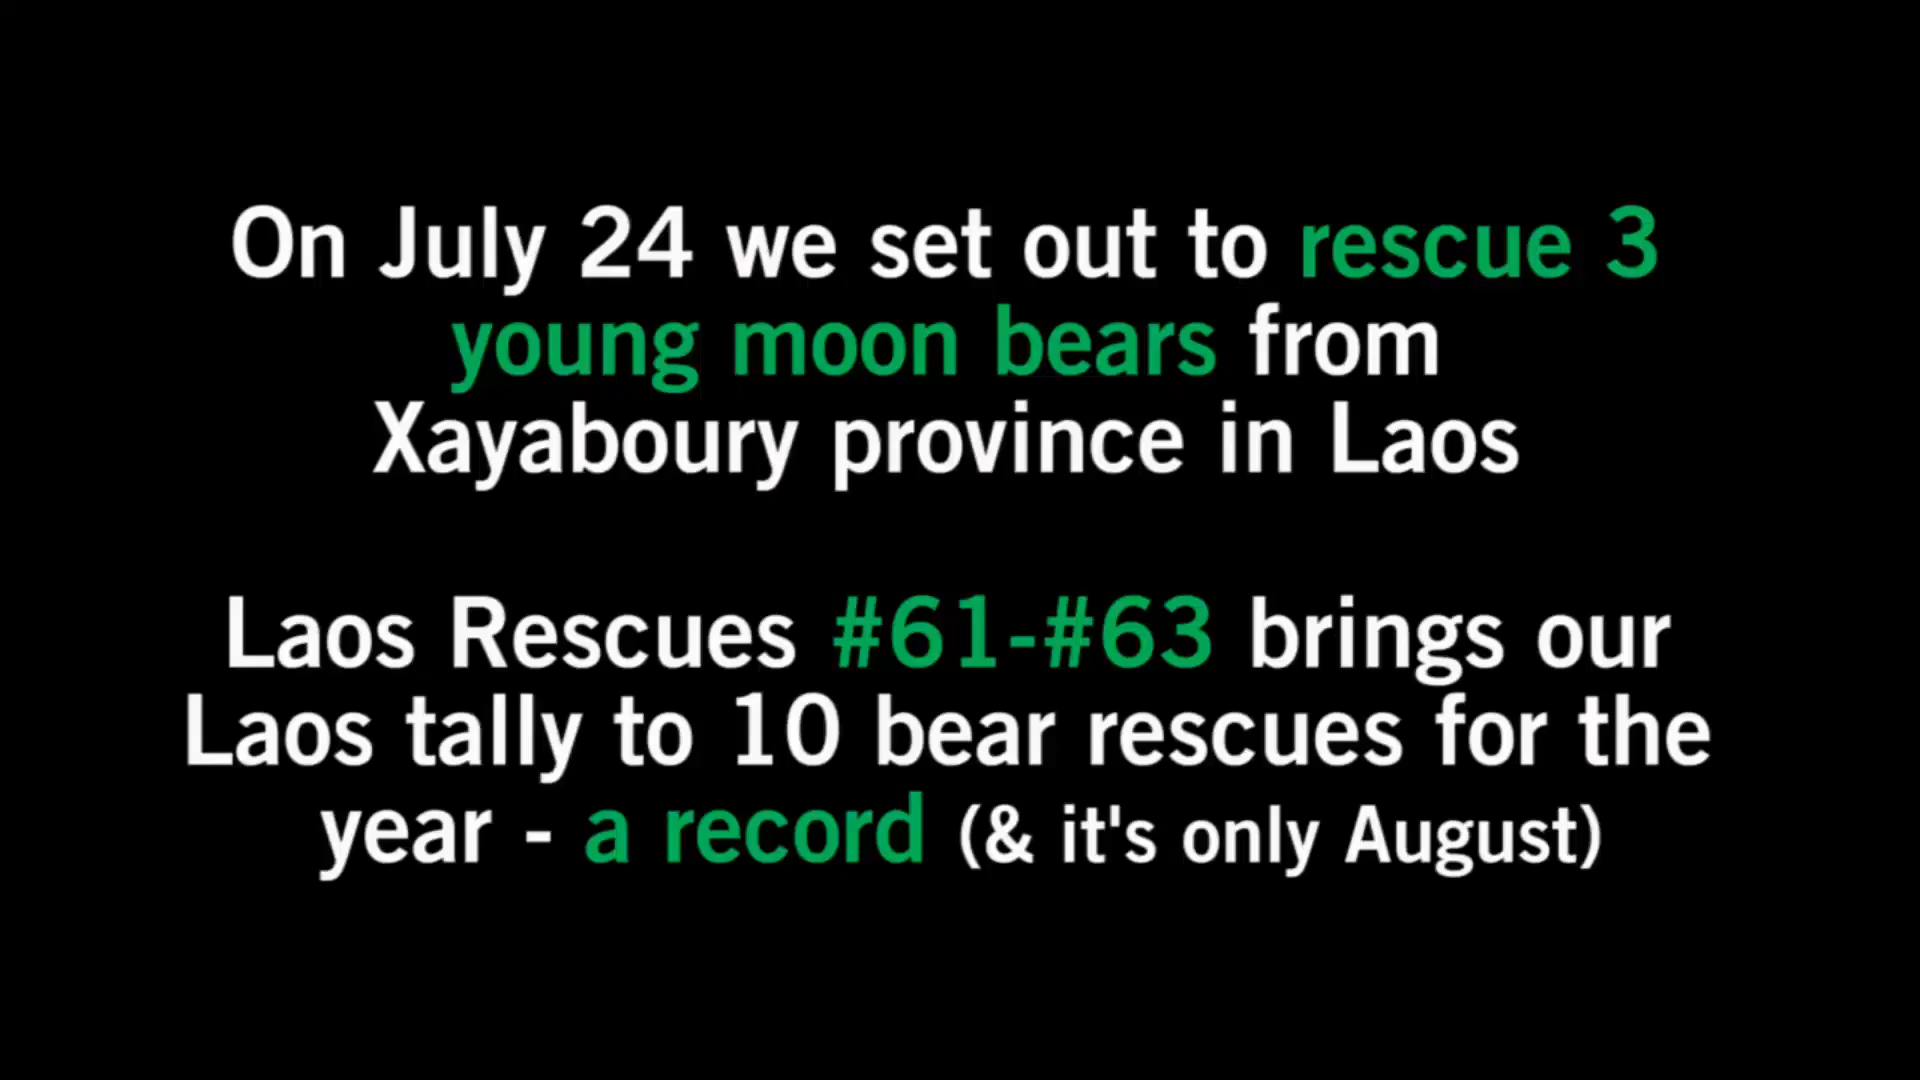 On July 24 we set out to rescue 3
young moon bears from
Xayaboury province in Laos
Laos Rescues #61-#63 brings our
Laos tally to 10 bear rescues for the
year - a record (& it's only August)